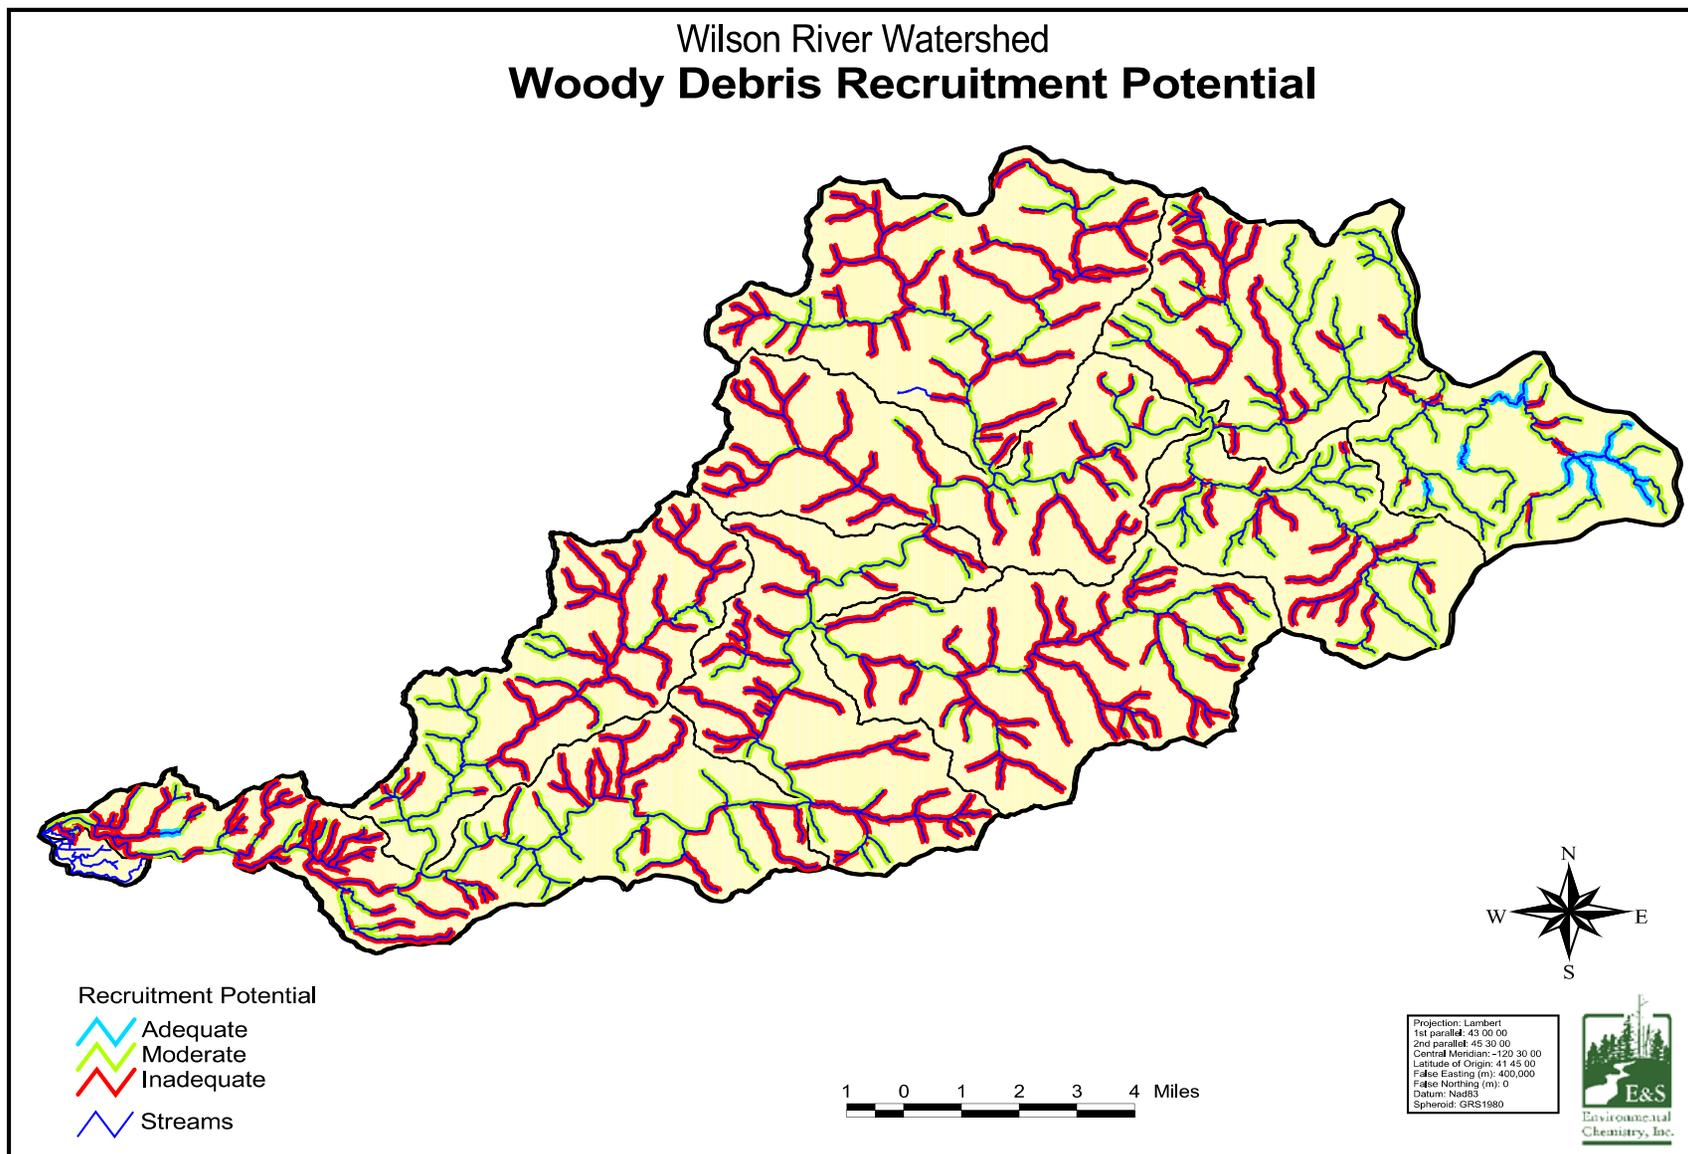 Wilson River Watershed
Woody Debris Recruitment Potential
N
W
E
S
Recruitment Potential
Adequate
Moderate
Inadequate
Streams
1 0 1 2 3 4 Miles
Projection: Lambert
1st parallel: 43 00 00
2nd parallel: 45 30 00
Central Meridian: -120 30 00
Latitude of Origin: 41 45 00
False Easting (m): 400,000
False Northing (m): 0
Datum: Nad83
Spheroid: GRS1980
E&S
Environmental
Chemistry, Inc.